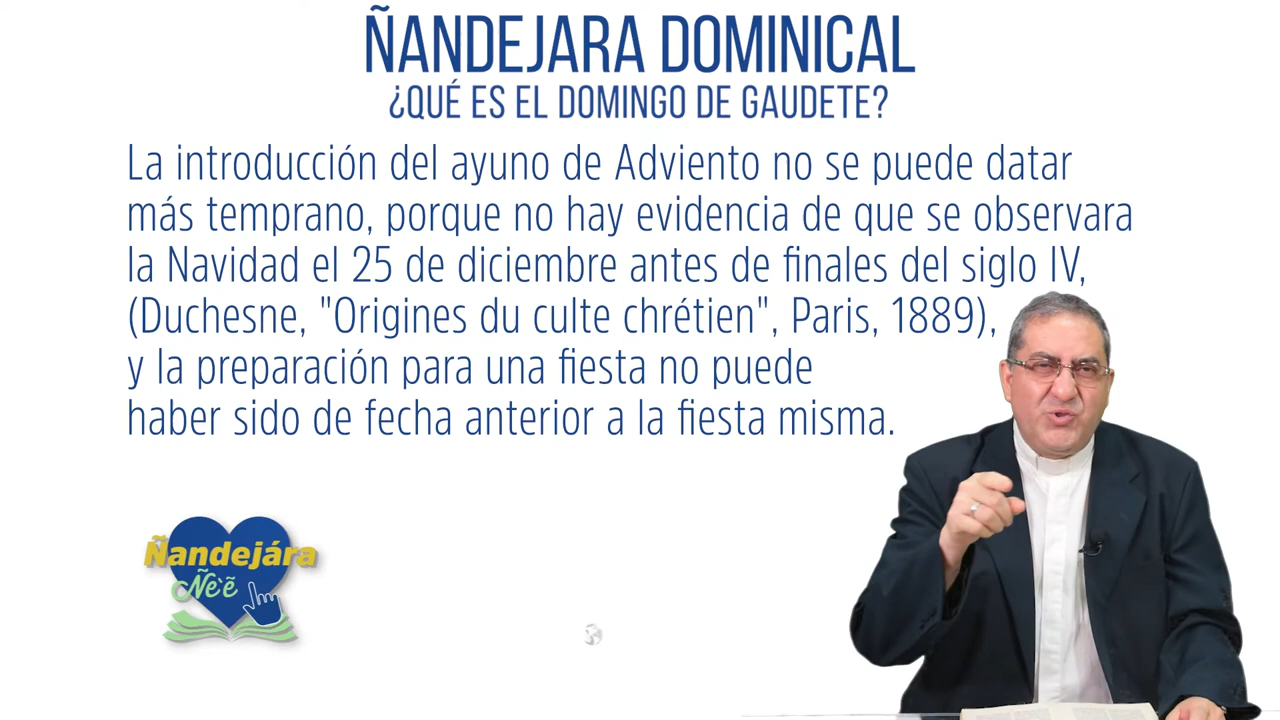 ÑANDEJARA DOMINICAL
¿QUÉ ES EL DOMINGO DE GAUDETE?
La introducción del ayuno de Adviento no se puede datar
más temprano, porque no hay evidencia de que se observara
la Navidad el 25 de diciembre antes de finales del siglo IV,
(Duchesne, "Origines du culte chrétien", Paris, 1889),
y la preparación para una fiesta no puede
haber sido de fecha anterior a la fiesta misma.
Ñandejára
Ñe'ẽ